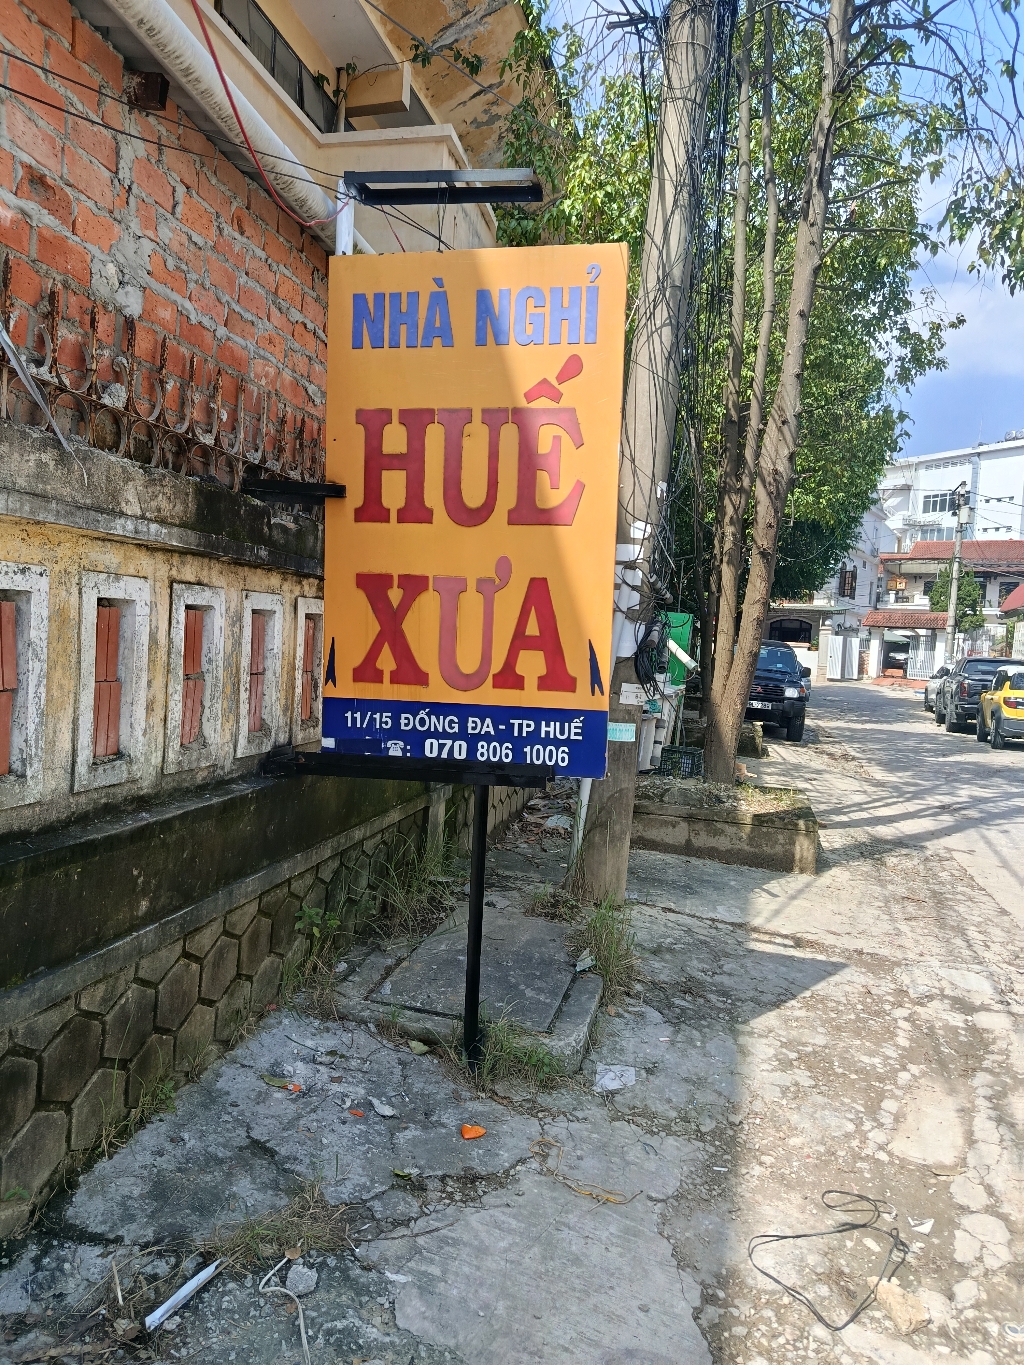 NHÀ NGHỈ
HUẾ
XƯA
11/15 ĐỐNG ĐA - TP HUẾ
☎: 070 806 1006